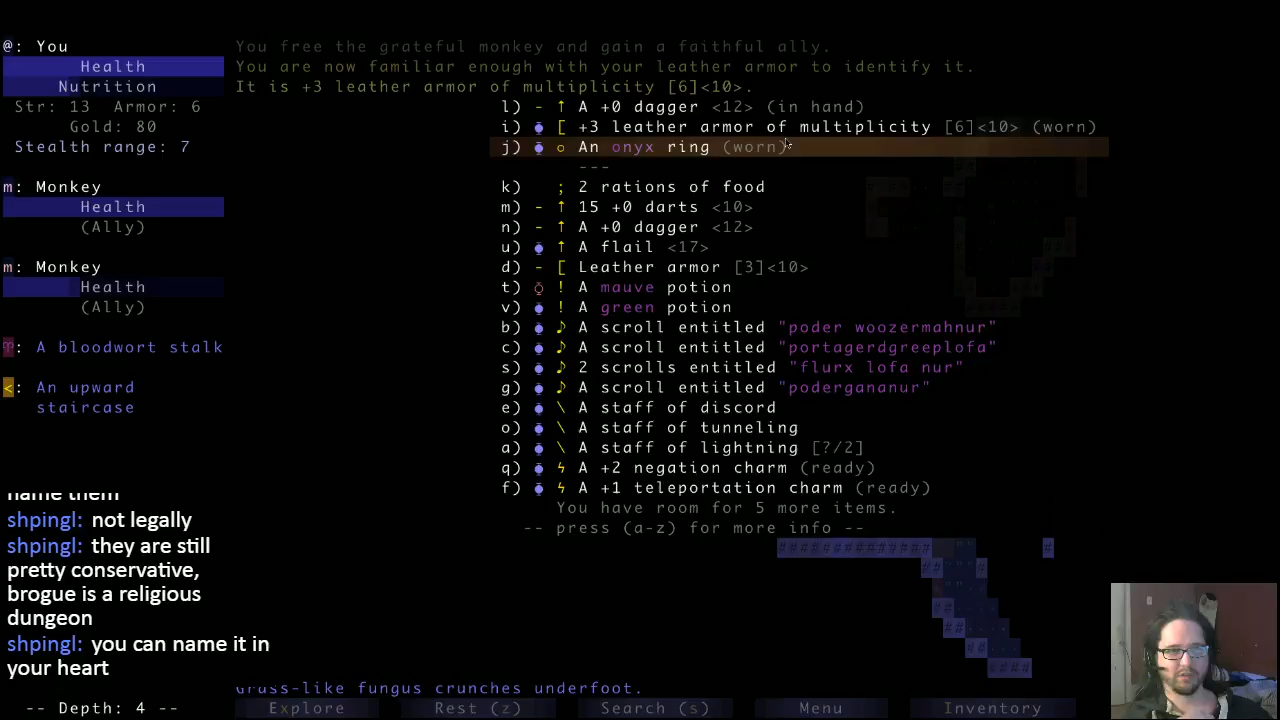 @: You
Health
Nutrition
Str: 13 Armor: 6
Gold: 80
Stealth range: 7
m: Monkey
Health
(Ally)
m: Monkey
Health
(Ally)
A bloodwort stalk
<: An upward
staircase
name them
shpingl: not legally
shpingl: they are still
pretty conservative,
brogue is a religious
dungeon
shpingl: you can name it in
your heart
-- Depth: 4 --
You free the grateful monkey and gain a faithful ally.
You are now familiar enough with your leather armor to identify it.
It is +3 leather armor of multiplicity [6]<10>.
l) - ↑ A +0 dagger <12> (in hand)
i) [ +3 leather armor of multiplicity [6]<10> (worn)
j) ○ An onyx ring (worn)
---
k) ; 2 rations of food
m) - ↑ 15 +0 darts <10>
n) - ↑ A +0 dagger <12>
u) ↑ A flail <17>
d) - [ Leather armor [3]<10>
t) ! A mauve potion
v) ! A green potion
b) ♪ A scroll entitled "poder woozermahnur"
c) ♪ A scroll entitled "portagerdgreeplofa"
s) ♪ 2 scrolls entitled "flurx lofa nur"
g) ♪ A scroll entitled "podergananur"
e) \ A staff of discord
o) \ A staff of tunneling
a) \ A staff of lightning [?/2]
q) ϟ A +2 negation charm (ready)
f) ϟ A +1 teleportation charm (ready)
You have room for 5 more items.
-- press (a-z) for more info --
Grass-like fungus crunches underfoot.
Explore Rest (z) Search (s) Menu Inventory